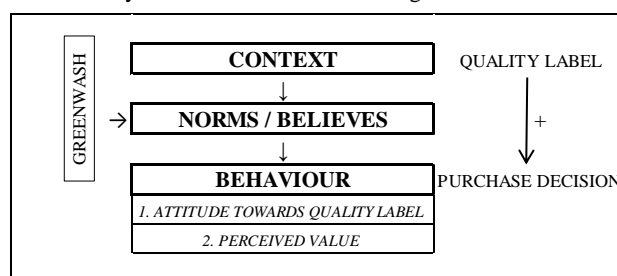 CONTEXT
QUALITY LABEL
GREENWASH
↓
→ NORMS / BELIEVES
+
↓
BEHAVIOUR
PURCHASE DECISION
1. ATTITUDE TOWARDS QUALITY LABEL
2. PERCEIVED VALUE